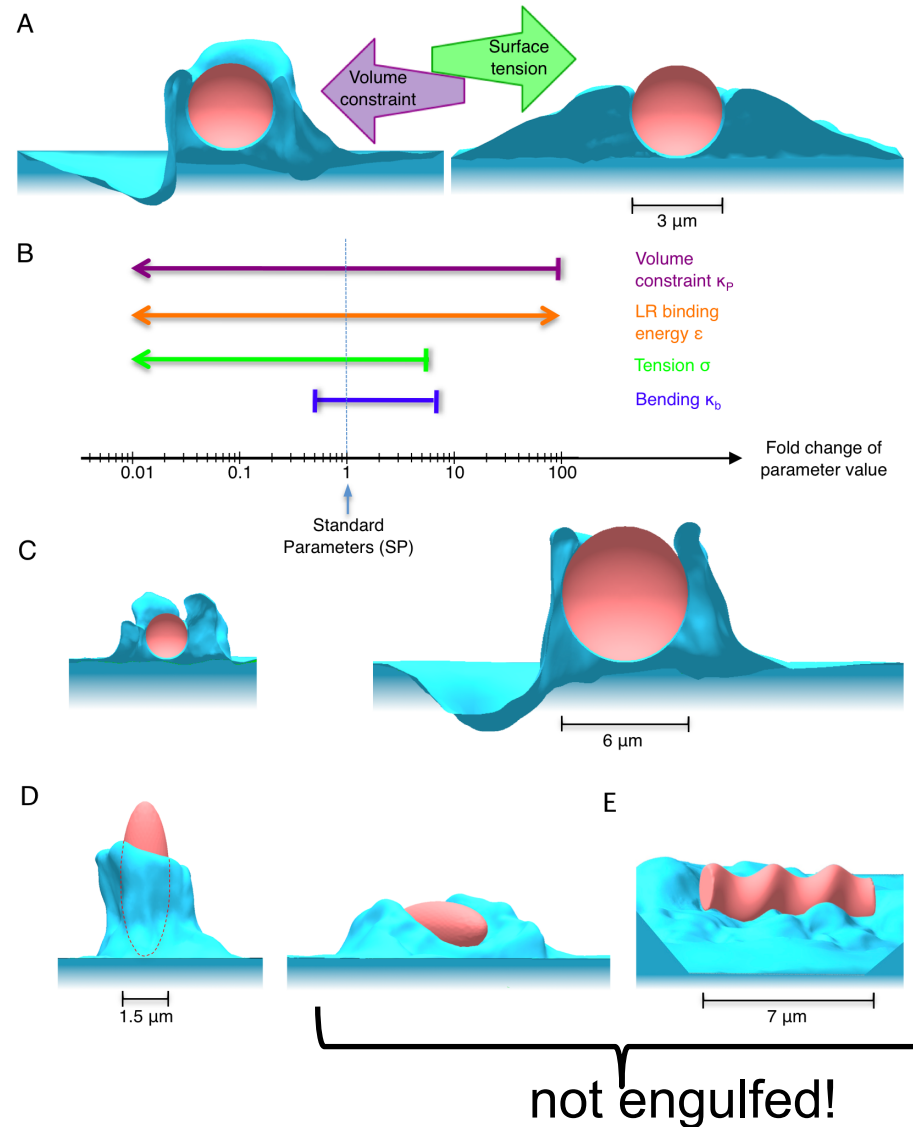 A
Volume
constraint
Surface
tension
3 μm
B
Volume
constraint κP
LR binding
energy ε
Tension σ
Bending κb
0.01 0.1 1 10 100
Fold change of
parameter value
Standard
Parameters (SP)
C
6 μm
D
E
1.5 μm
7 μm
not engulfed!